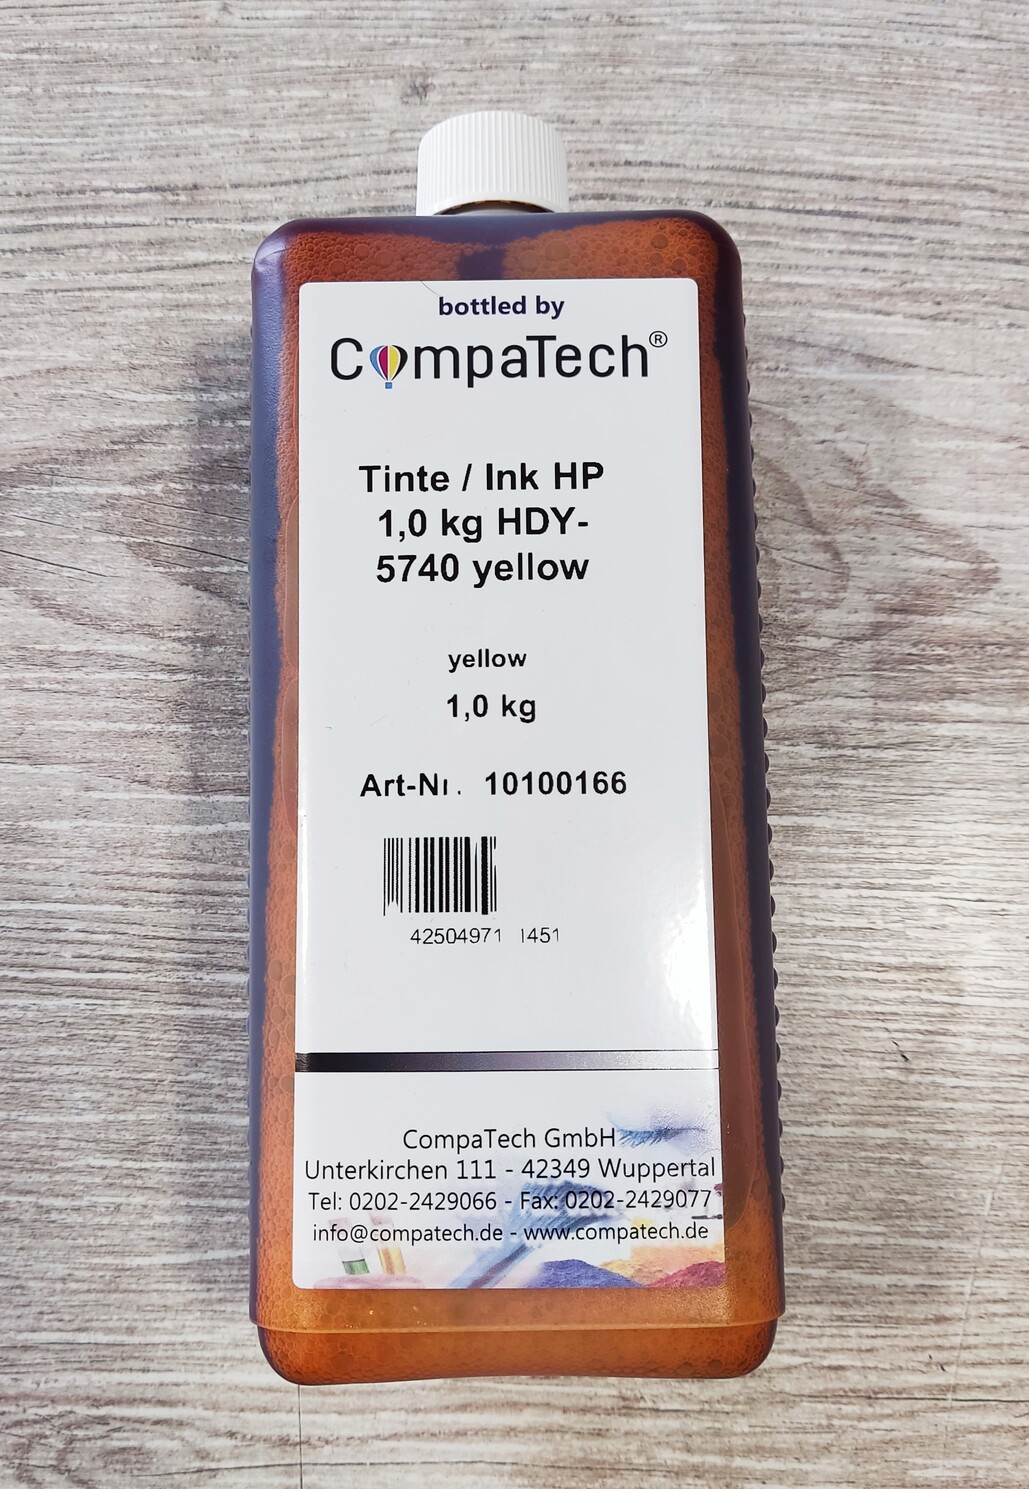 bottled by
CompaTech®
Tinte / Ink HP
1,0 kg HDY-
5740 yellow
yellow
1,0 kg
Art-Nr. 10100166
42504971 1451
CompaTech GmbH
Unterkirchen 111 - 42349 Wuppertal
Tel: 0202-2429066 - Fax: 0202-2429077
info@compatech.de - www.compatech.de